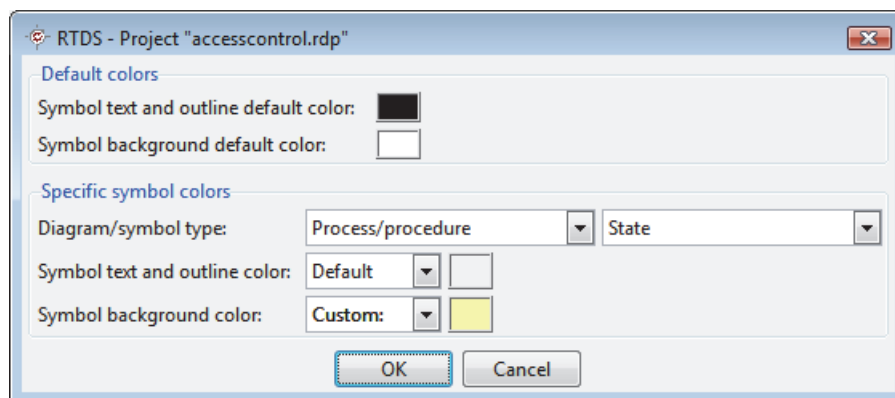 RTDS - Project "accesscontrol.rdp"
Default colors
Symbol text and outline default color:
Symbol background default color:
Specific symbol colors
Diagram/symbol type: Process/procedure State
Symbol text and outline color: Default
Symbol background color: Custom:
OK Cancel